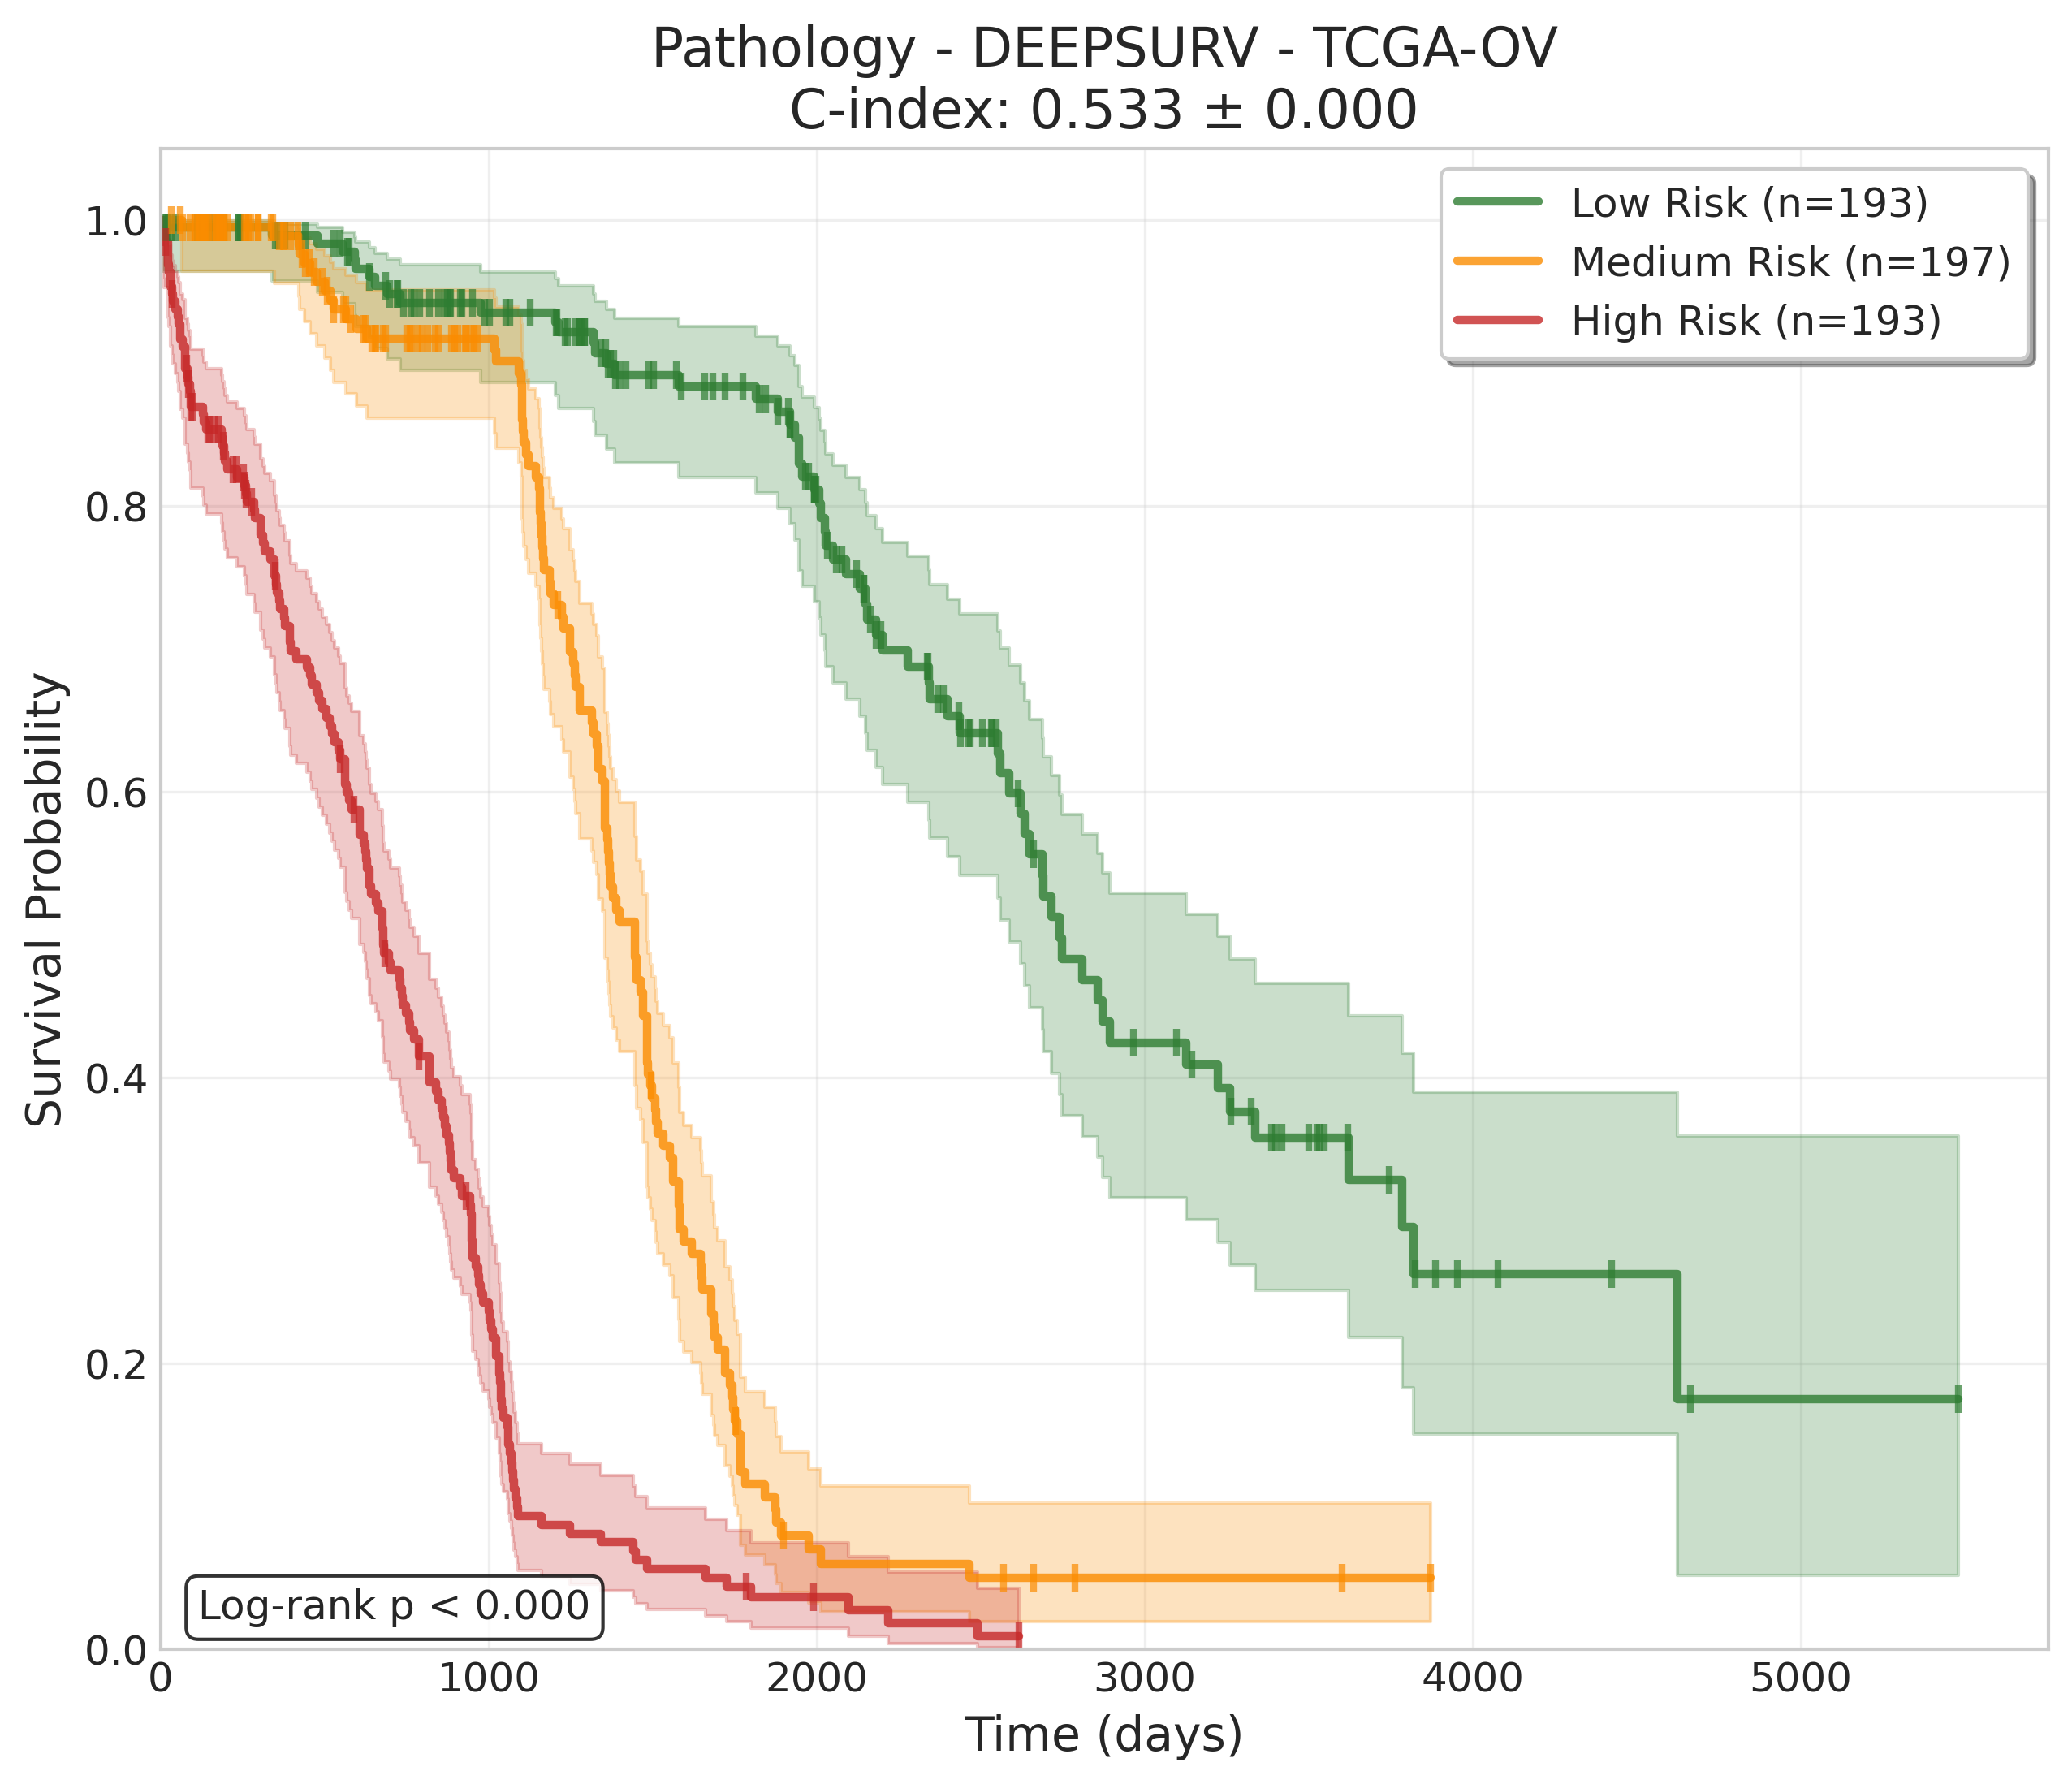 Pathology - DEEPSURV - TCGA-OV
C-index: 0.533 ± 0.000
Low Risk (n=193)
Medium Risk (n=197)
High Risk (n=193)
Survival Probability
1.0
0.8
0.6
0.4
0.2
0.0
Log-rank p < 0.000
0 1000 2000 3000 4000 5000
Time (days)